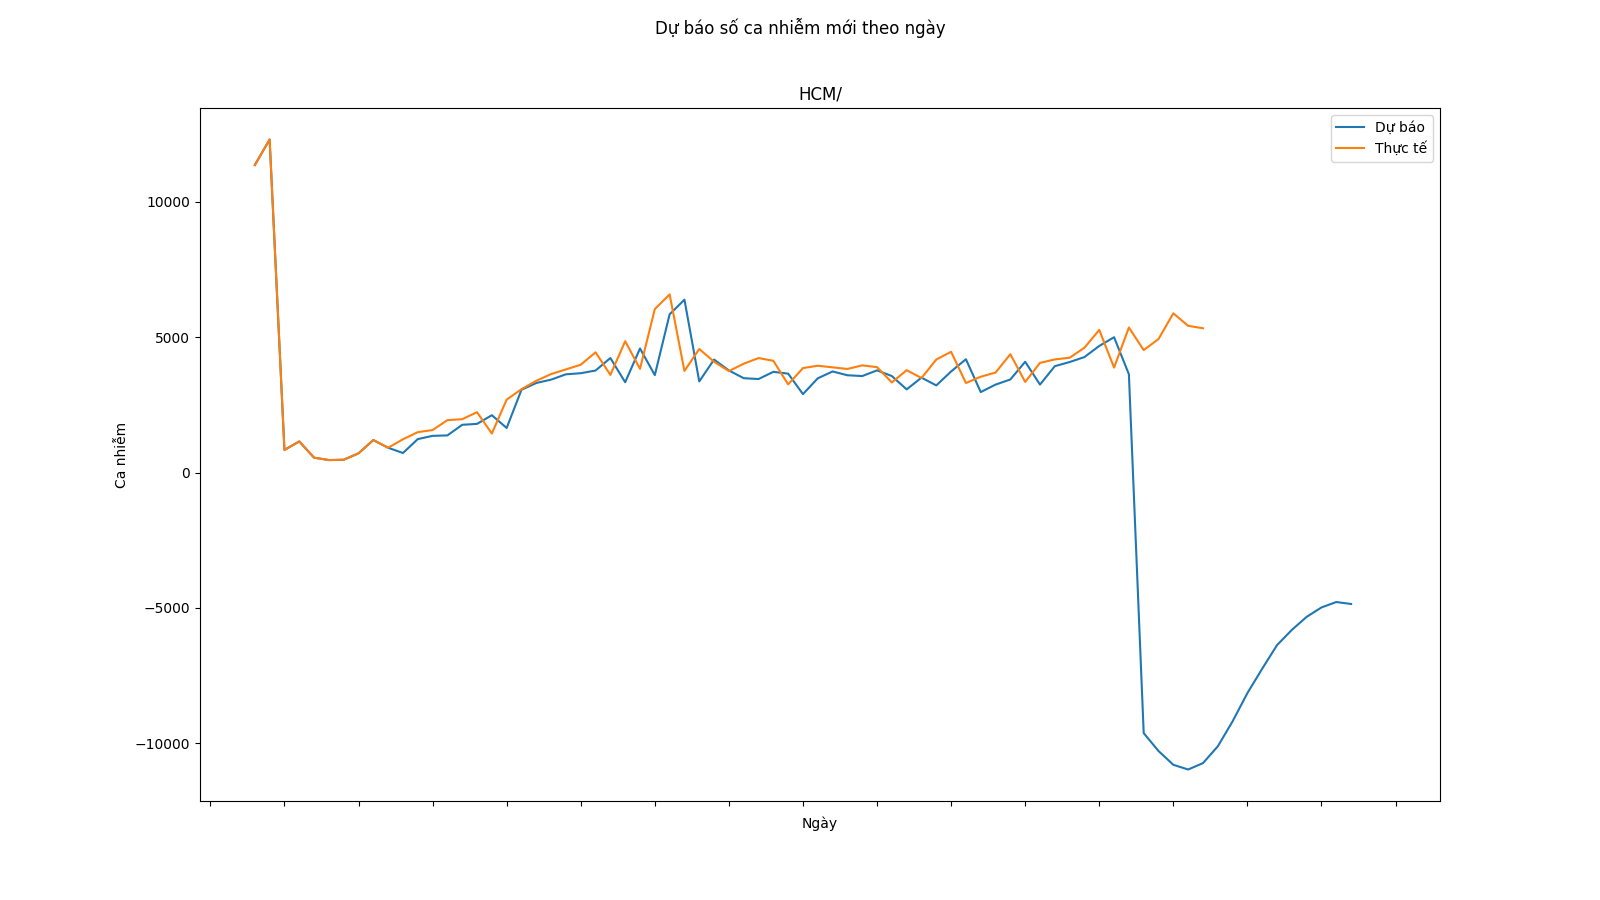 Dự báo số ca nhiễm mới theo ngày
HCM/
Dự báo
Thực tế
10000
5000
0
−5000
−10000
Ca nhiễm
Ngày